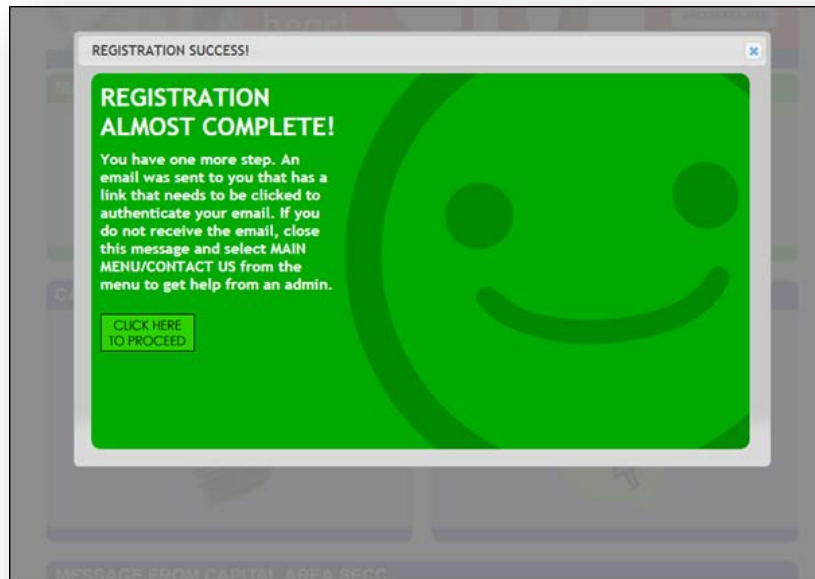 heart
REGISTRATION SUCCESS!
REGISTRATION
ALMOST COMPLETE!
You have one more step. An
email was sent to you that has a
link that needs to be clicked to
authenticate your email. If you
do not receive the email, close
this message and select MAIN
MENU/CONTACT US from the
menu to get help from an admin.
CLICK HERE
TO PROCEED
MESSAGE FROM CAPITAL AREA SECC